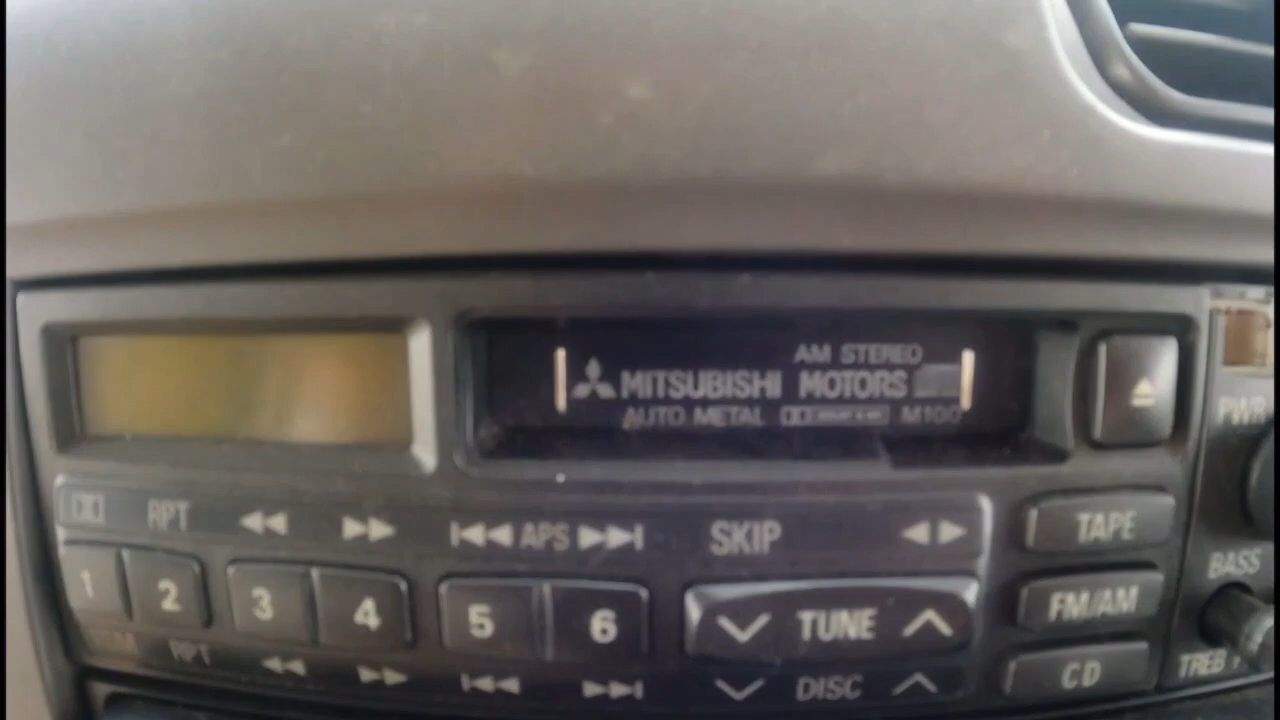 AM STEREO
MITSUBISHI MOTORS
AUTO METAL M100
PWR
RPT ◀◀ ▶▶ |◀◀ APS ▶▶| SKIP ◀ ▶ TAPE
1 2 3 4 5 6 TUNE FM/AM
BASS
RPT ◀◀ ▶▶ |◀◀ ▶▶| DISC CD
TREB